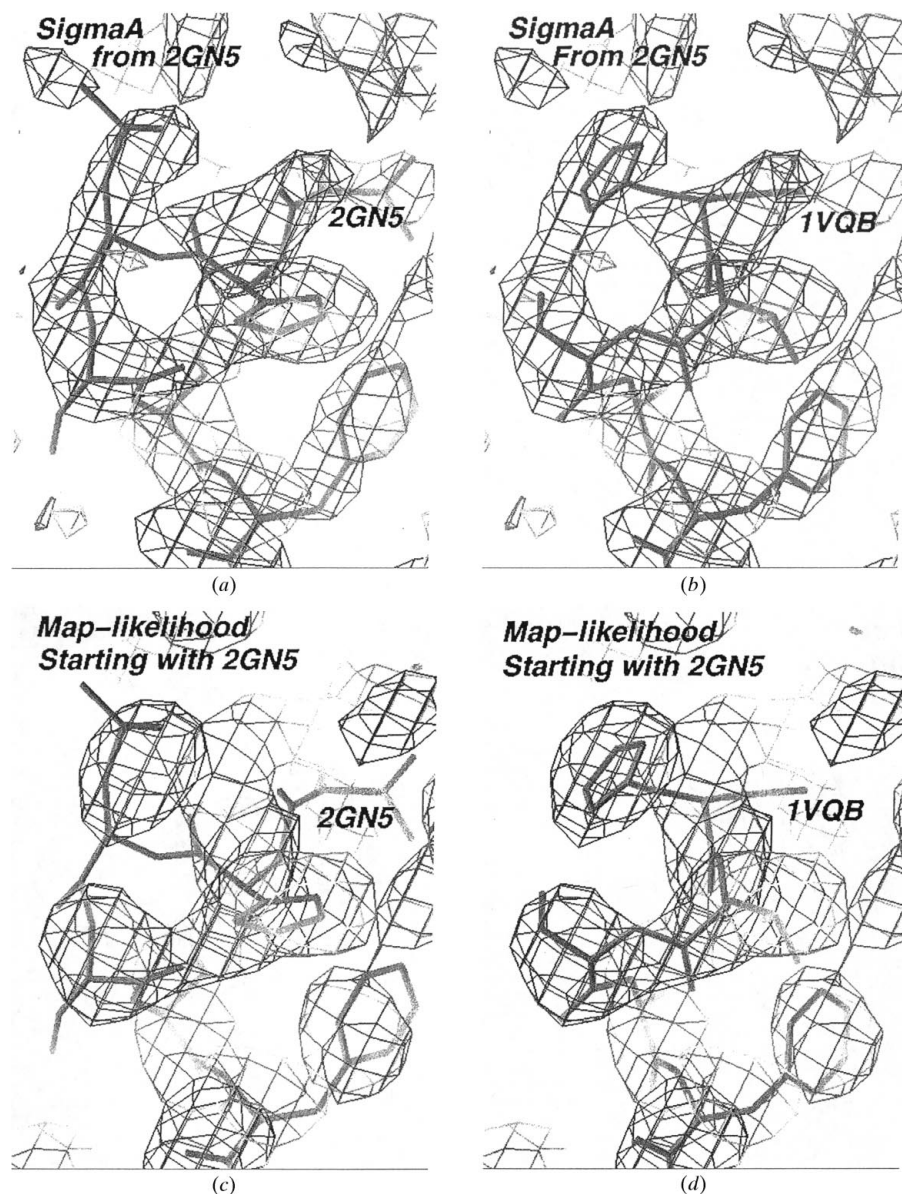 SigmaA
from 2GN5
2GN5
(a)
SigmaA
From 2GN5
1VQB
(b)
Map-likelihood
Starting with 2GN5
2GN5
(c)
Map-likelihood
Starting with 2GN5
1VQB
(d)